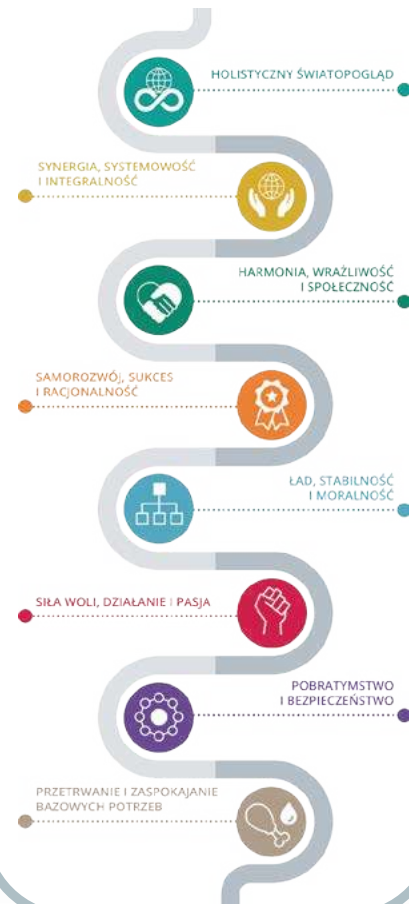 HOLISTYCZNY ŚWIATOPOGLĄD
SYNERGIA, SYSTEMOWOŚĆ
I INTEGRALNOŚĆ
HARMONIA, WRAŻLIWOŚĆ
I SPOŁECZNOŚĆ
SAMOROZWÓJ, SUKCES
I RACJONALNOŚĆ
ŁAD, STABILNOŚĆ
I MORALNOŚĆ
SIŁA WOLI, DZIAŁANIE I PASJA
POBRATYMSTWO
I BEZPIECZEŃSTWO
PRZETRWANIE I ZASPOKAJANIE
BAZOWYCH POTRZEB